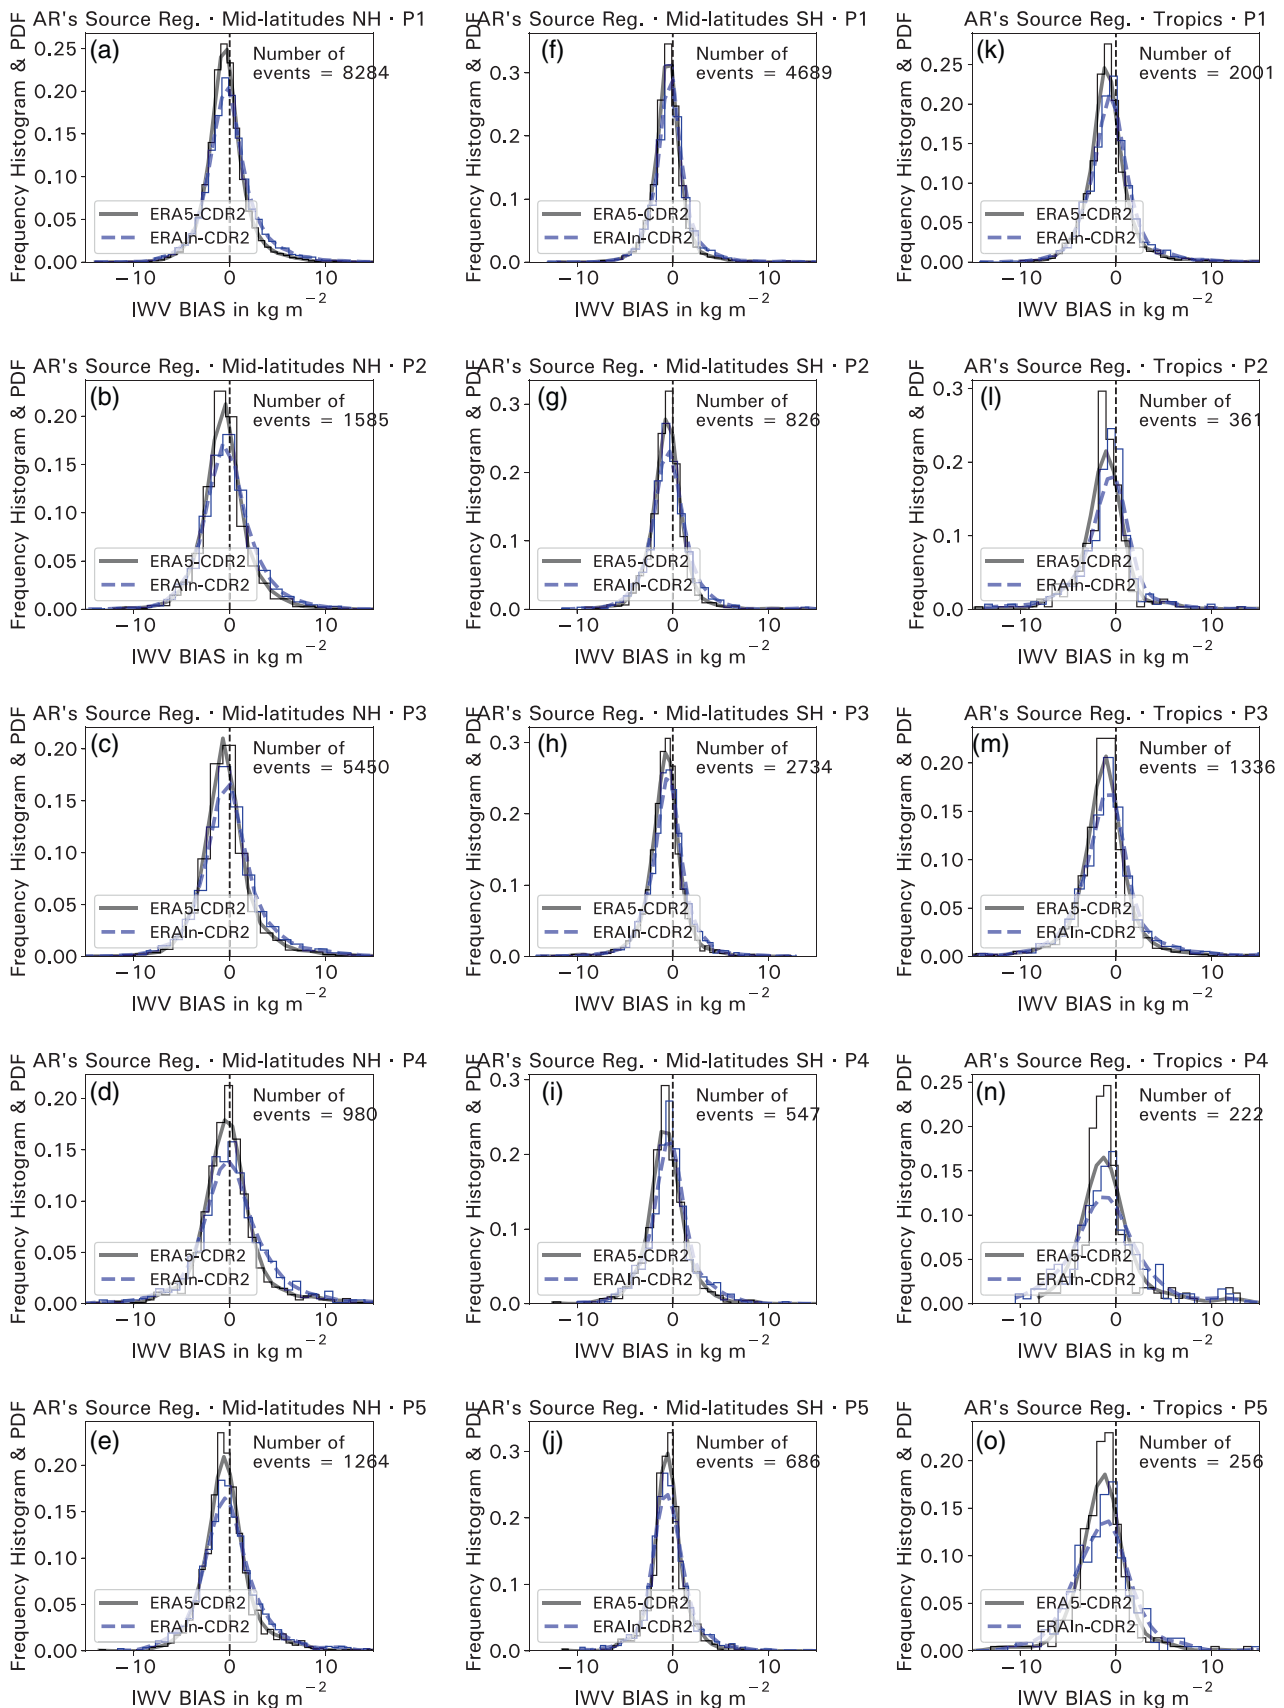 AR's Source Reg. · Mid-latitudes NH · P1
(a)
Number of
events = 8284
Frequency Histogram & PDF
0.25
0.20
0.15
0.10
0.05
0.00
ERA5-CDR2
ERAIn-CDR2
−10 0 10
IWV BIAS in kg m−2
AR's Source Reg. · Mid-latitudes SH · P1
(f)
Number of
events = 4689
Frequency Histogram & PDF
0.3
0.2
0.1
0.0
ERA5-CDR2
ERAIn-CDR2
−10 0 10
IWV BIAS in kg m−2
AR's Source Reg. · Tropics · P1
(k)
Number of
events = 2001
Frequency Histogram & PDF
0.25
0.20
0.15
0.10
0.05
0.00
ERA5-CDR2
ERAIn-CDR2
−10 0 10
IWV BIAS in kg m−2
AR's Source Reg. · Mid-latitudes NH · P2
(b)
Number of
events = 1585
Frequency Histogram & PDF
0.20
0.15
0.10
0.05
0.00
ERA5-CDR2
ERAIn-CDR2
−10 0 10
IWV BIAS in kg m−2
AR's Source Reg. · Mid-latitudes SH · P2
(g)
Number of
events = 826
Frequency Histogram & PDF
0.3
0.2
0.1
0.0
ERA5-CDR2
ERAIn-CDR2
−10 0 10
IWV BIAS in kg m−2
AR's Source Reg. · Tropics · P2
(l)
Number of
events = 361
Frequency Histogram & PDF
0.3
0.2
0.1
0.0
ERA5-CDR2
ERAIn-CDR2
−10 0 10
IWV BIAS in kg m−2
AR's Source Reg. · Mid-latitudes NH · P3
(c)
Number of
events = 5450
Frequency Histogram & PDF
0.20
0.15
0.10
0.05
0.00
ERA5-CDR2
ERAIn-CDR2
−10 0 10
IWV BIAS in kg m−2
AR's Source Reg. · Mid-latitudes SH · P3
(h)
Number of
events = 2734
Frequency Histogram & PDF
0.3
0.2
0.1
0.0
ERA5-CDR2
ERAIn-CDR2
−10 0 10
IWV BIAS in kg m−2
AR's Source Reg. · Tropics · P3
(m)
Number of
events = 1336
Frequency Histogram & PDF
0.20
0.15
0.10
0.05
0.00
ERA5-CDR2
ERAIn-CDR2
−10 0 10
IWV BIAS in kg m−2
AR's Source Reg. · Mid-latitudes NH · P4
(d)
Number of
events = 980
Frequency Histogram & PDF
0.20
0.15
0.10
0.05
0.00
ERA5-CDR2
ERAIn-CDR2
−10 0 10
IWV BIAS in kg m−2
AR's Source Reg. · Mid-latitudes SH · P4
(i)
Number of
events = 547
Frequency Histogram & PDF
0.3
0.2
0.1
0.0
ERA5-CDR2
ERAIn-CDR2
−10 0 10
IWV BIAS in kg m−2
AR's Source Reg. · Tropics · P4
(n)
Number of
events = 222
Frequency Histogram & PDF
0.25
0.20
0.15
0.10
0.05
0.00
ERA5-CDR2
ERAIn-CDR2
−10 0 10
IWV BIAS in kg m−2
AR's Source Reg. · Mid-latitudes NH · P5
(e)
Number of
events = 1264
Frequency Histogram & PDF
0.20
0.15
0.10
0.05
0.00
ERA5-CDR2
ERAIn-CDR2
−10 0 10
IWV BIAS in kg m−2
AR's Source Reg. · Mid-latitudes SH · P5
(j)
Number of
events = 686
Frequency Histogram & PDF
0.3
0.2
0.1
0.0
ERA5-CDR2
ERAIn-CDR2
−10 0 10
IWV BIAS in kg m−2
AR's Source Reg. · Tropics · P5
(o)
Number of
events = 256
Frequency Histogram & PDF
0.20
0.15
0.10
0.05
0.00
ERA5-CDR2
ERAIn-CDR2
−10 0 10
IWV BIAS in kg m−2